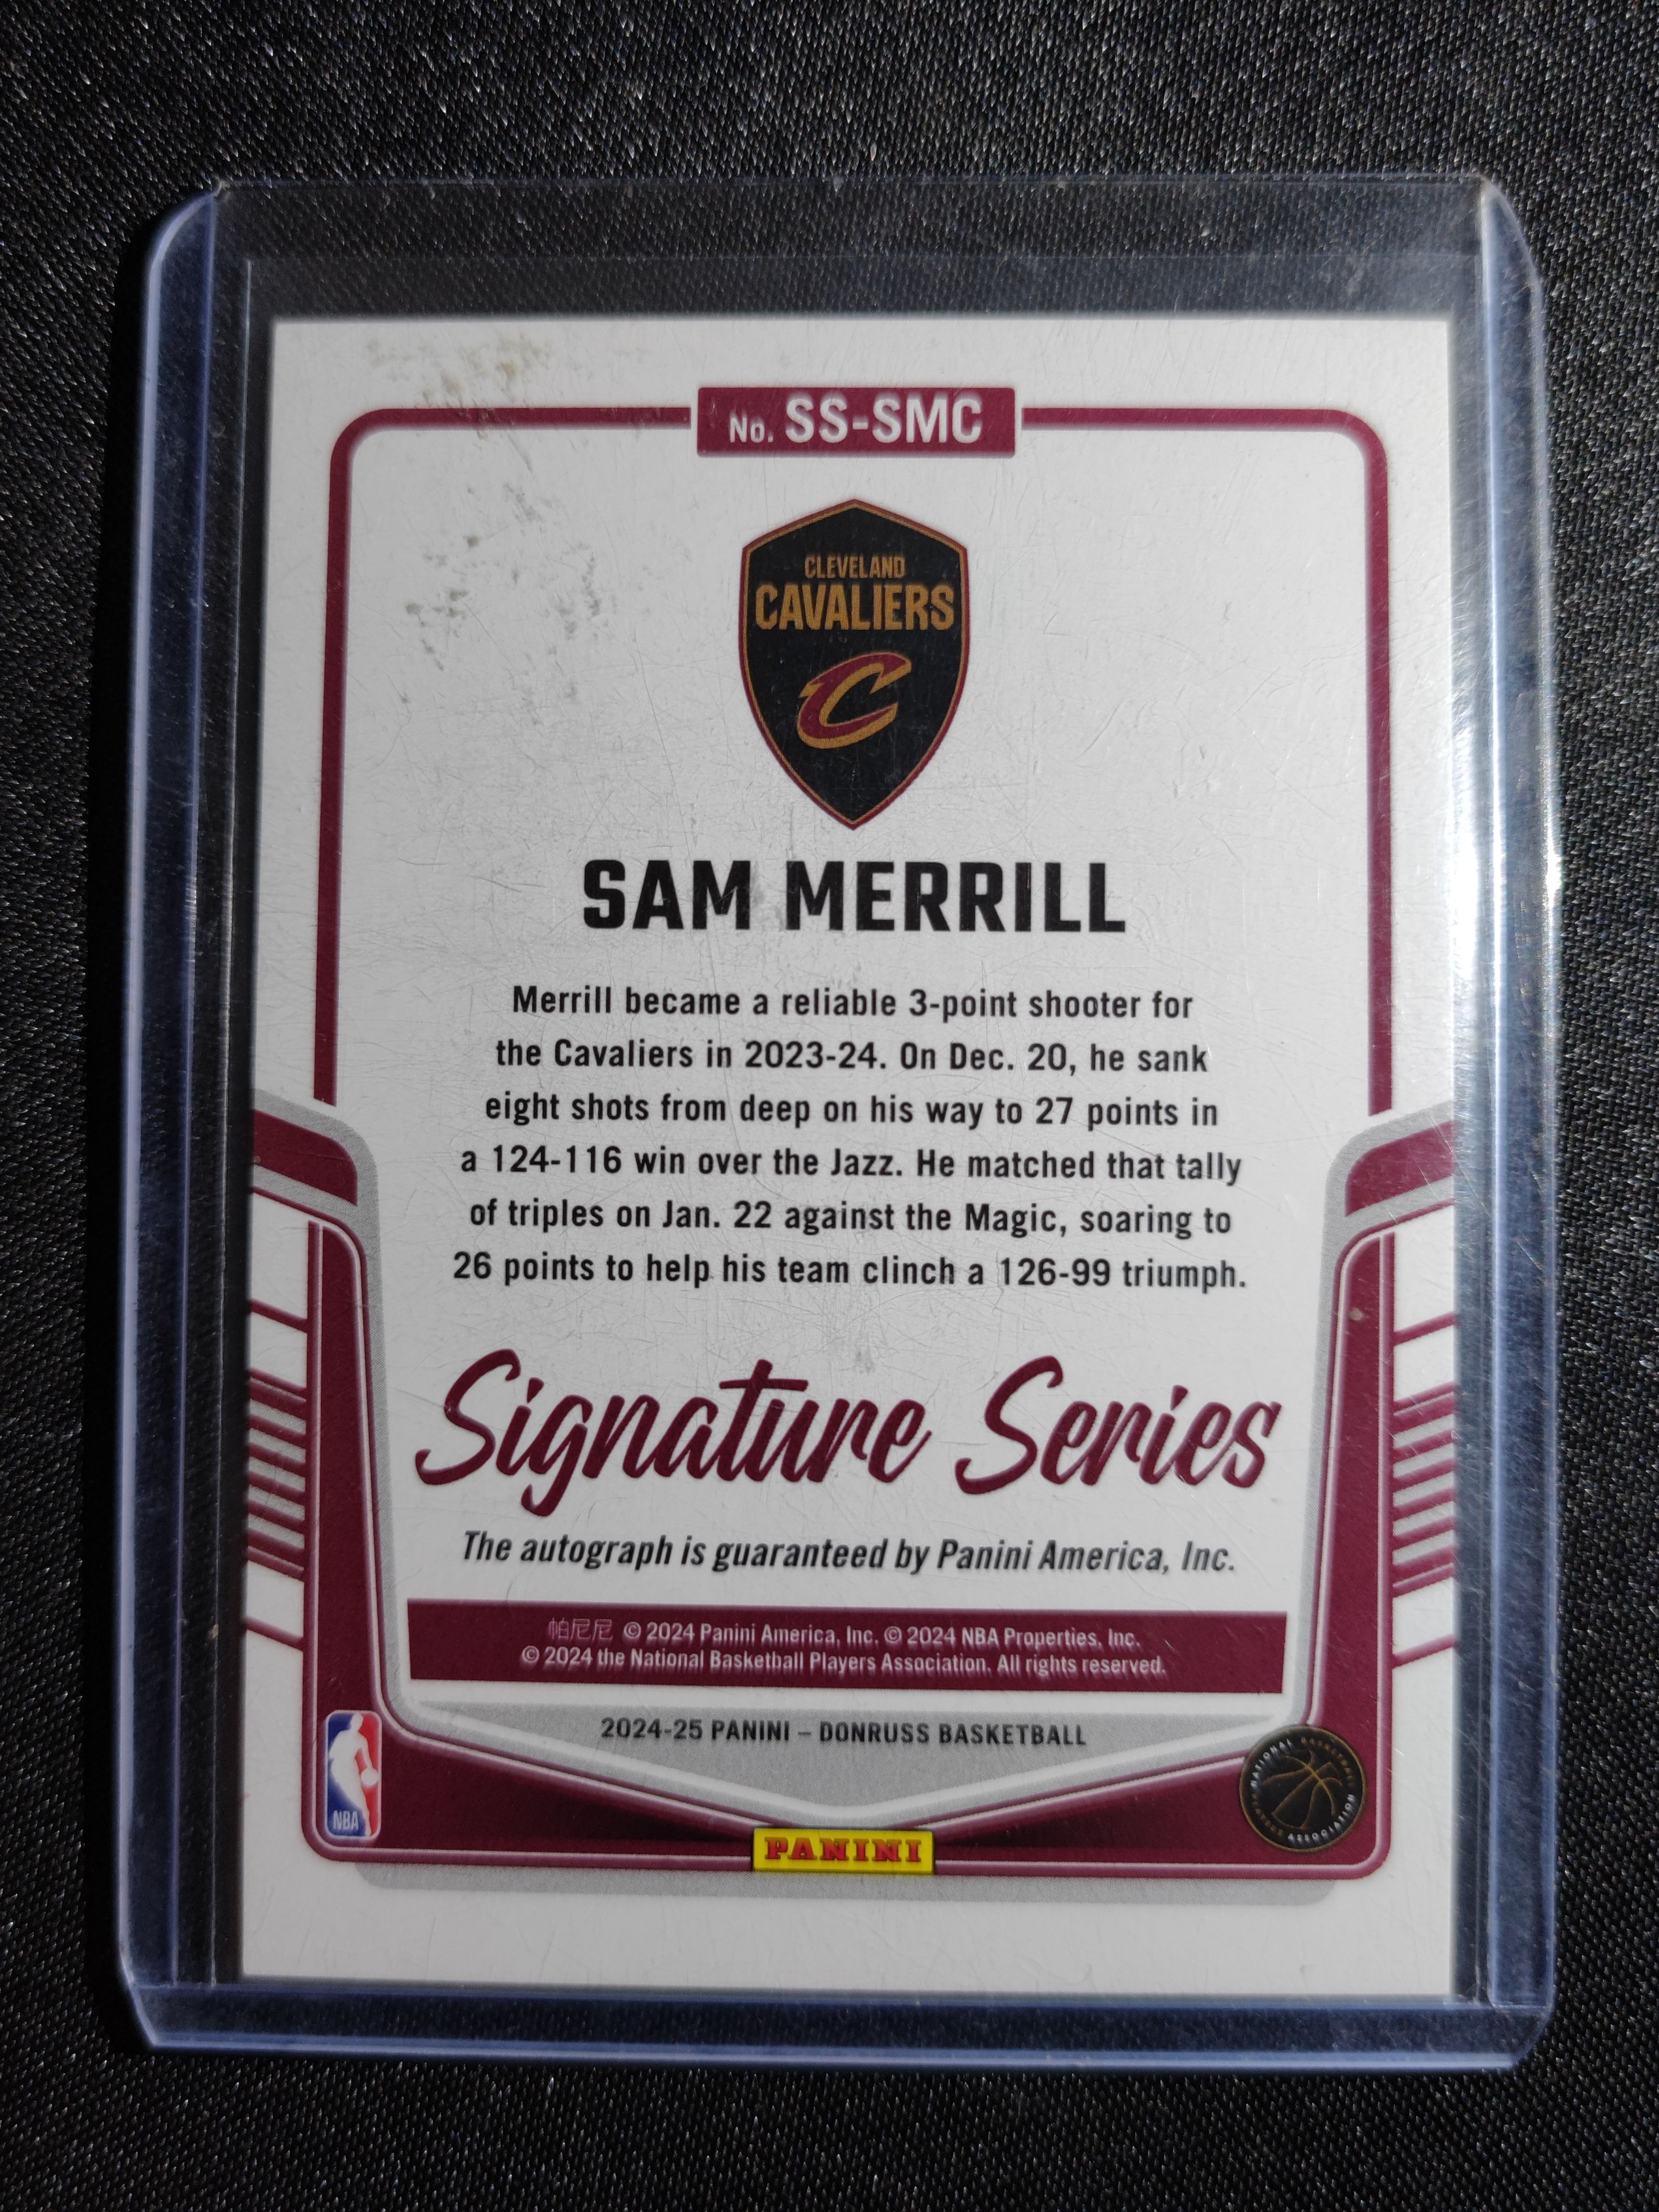 No. SS-SMC
CLEVELAND
CAVALIERS
C
SAM MERRILL
Merrill became a reliable 3-point shooter for
the Cavaliers in 2023-24. On Dec. 20, he sank
eight shots from deep on his way to 27 points in
a 124-116 win over the Jazz. He matched that tally
of triples on Jan. 22 against the Magic, soaring to
26 points to help his team clinch a 126-99 triumph.
Signature Series
The autograph is guaranteed by Panini America, Inc.
帕尼尼 © 2024 Panini America, Inc. © 2024 NBA Properties, Inc.
© 2024 the National Basketball Players Association. All rights reserved.
2024-25 PANINI – DONRUSS BASKETBALL
NBA
NATIONAL BASKETBALL
PLAYERS ASSOCIATION
PANINI